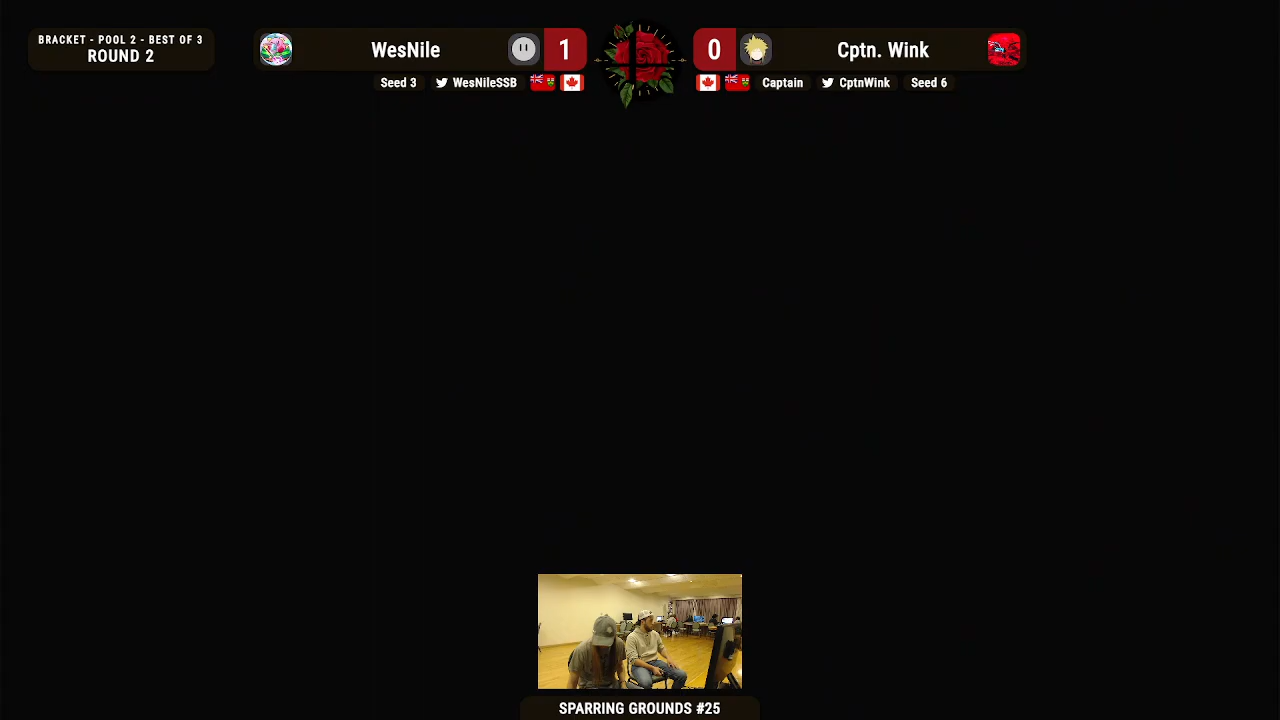 BRACKET - POOL 2 - BEST OF 3
ROUND 2
WesNile 1 0 Cptn. Wink
Seed 3 WesNileSSB Captain CptnWink Seed 6
SPARRING GROUNDS #25